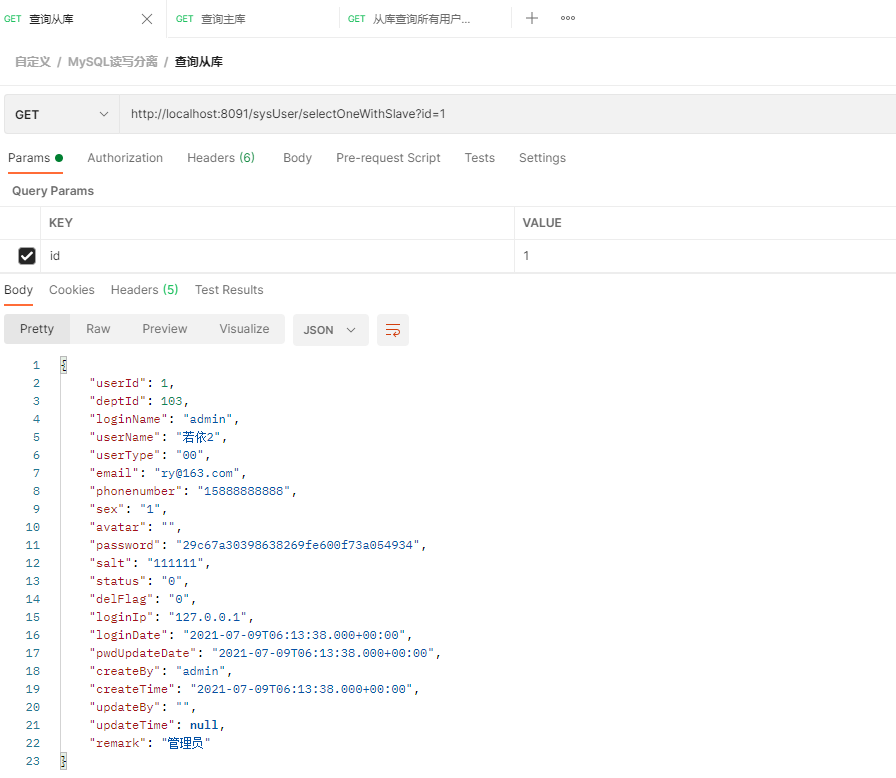 GET 查询从库 GET 查询主库 GET 从库查询所有用户...
自定义 / MySQL读写分离 / 查询从库
GET http://localhost:8091/sysUser/selectOneWithSlave?id=1
Params Authorization Headers (6) Body Pre-request Script Tests Settings
Query Params
KEY VALUE
id 1
Body Cookies Headers (5) Test Results
Pretty Raw Preview Visualize JSON
1 {
2 "userId": 1,
3 "deptId": 103,
4 "loginName": "admin",
5 "userName": "若依2",
6 "userType": "00",
7 "email": "ry@163.com",
8 "phonenumber": "15888888888",
9 "sex": "1",
10 "avatar": "",
11 "password": "29c67a30398638269fe600f73a054934",
12 "salt": "111111",
13 "status": "0",
14 "delFlag": "0",
15 "loginIp": "127.0.0.1",
16 "loginDate": "2021-07-09T06:13:38.000+00:00",
17 "pwdUpdateDate": "2021-07-09T06:13:38.000+00:00",
18 "createBy": "admin",
19 "createTime": "2021-07-09T06:13:38.000+00:00",
20 "updateBy": "",
21 "updateTime": null,
22 "remark": "管理员"
23 }